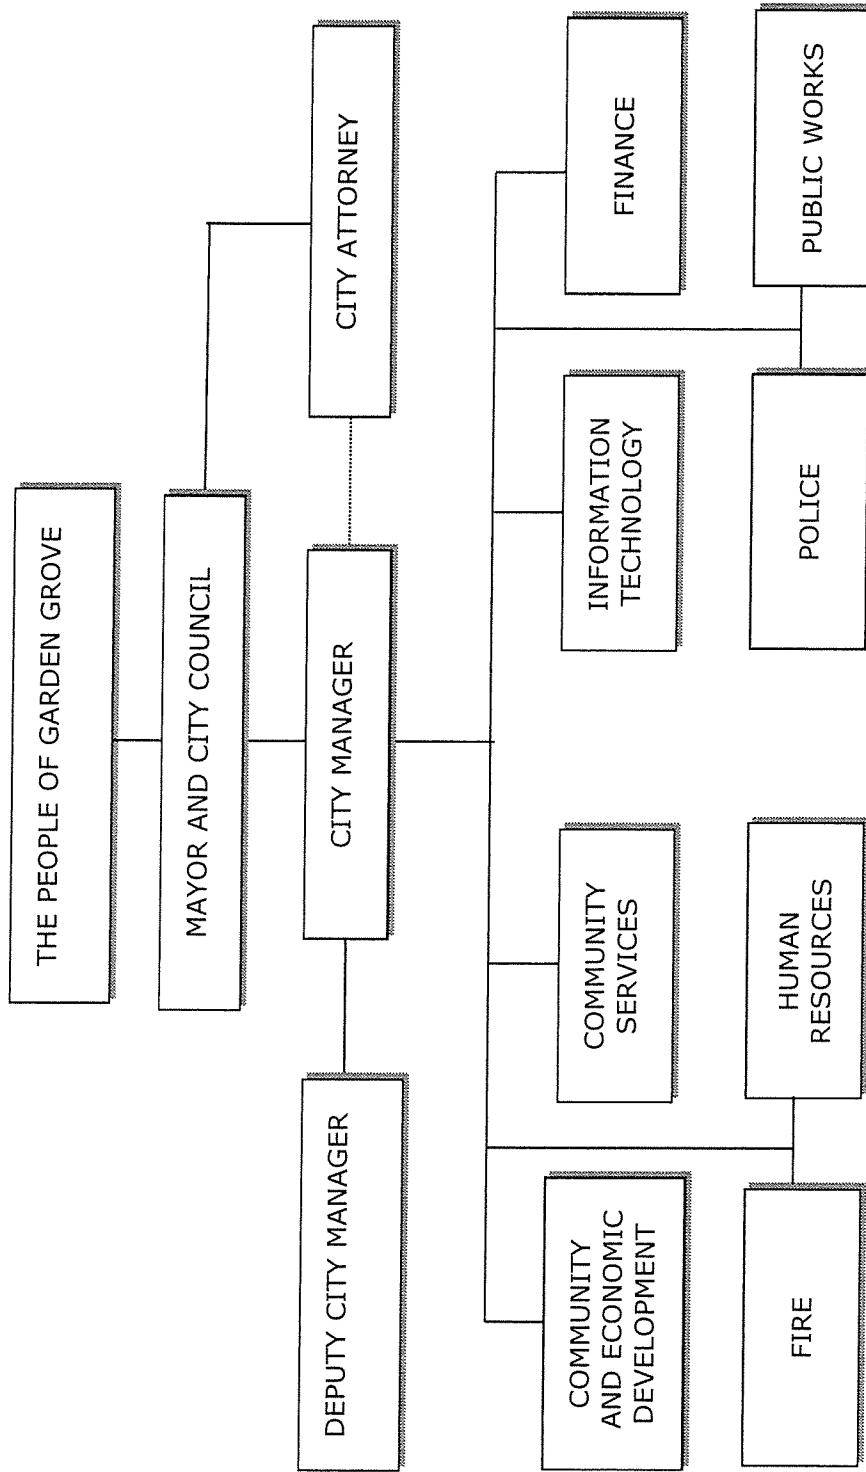 THE PEOPLE OF GARDEN GROVE
MAYOR AND CITY COUNCIL
DEPUTY CITY MANAGER
CITY MANAGER
CITY ATTORNEY
COMMUNITY
AND ECONOMIC
DEVELOPMENT
COMMUNITY
SERVICES
INFORMATION
TECHNOLOGY
FINANCE
FIRE
HUMAN
RESOURCES
POLICE
PUBLIC WORKS